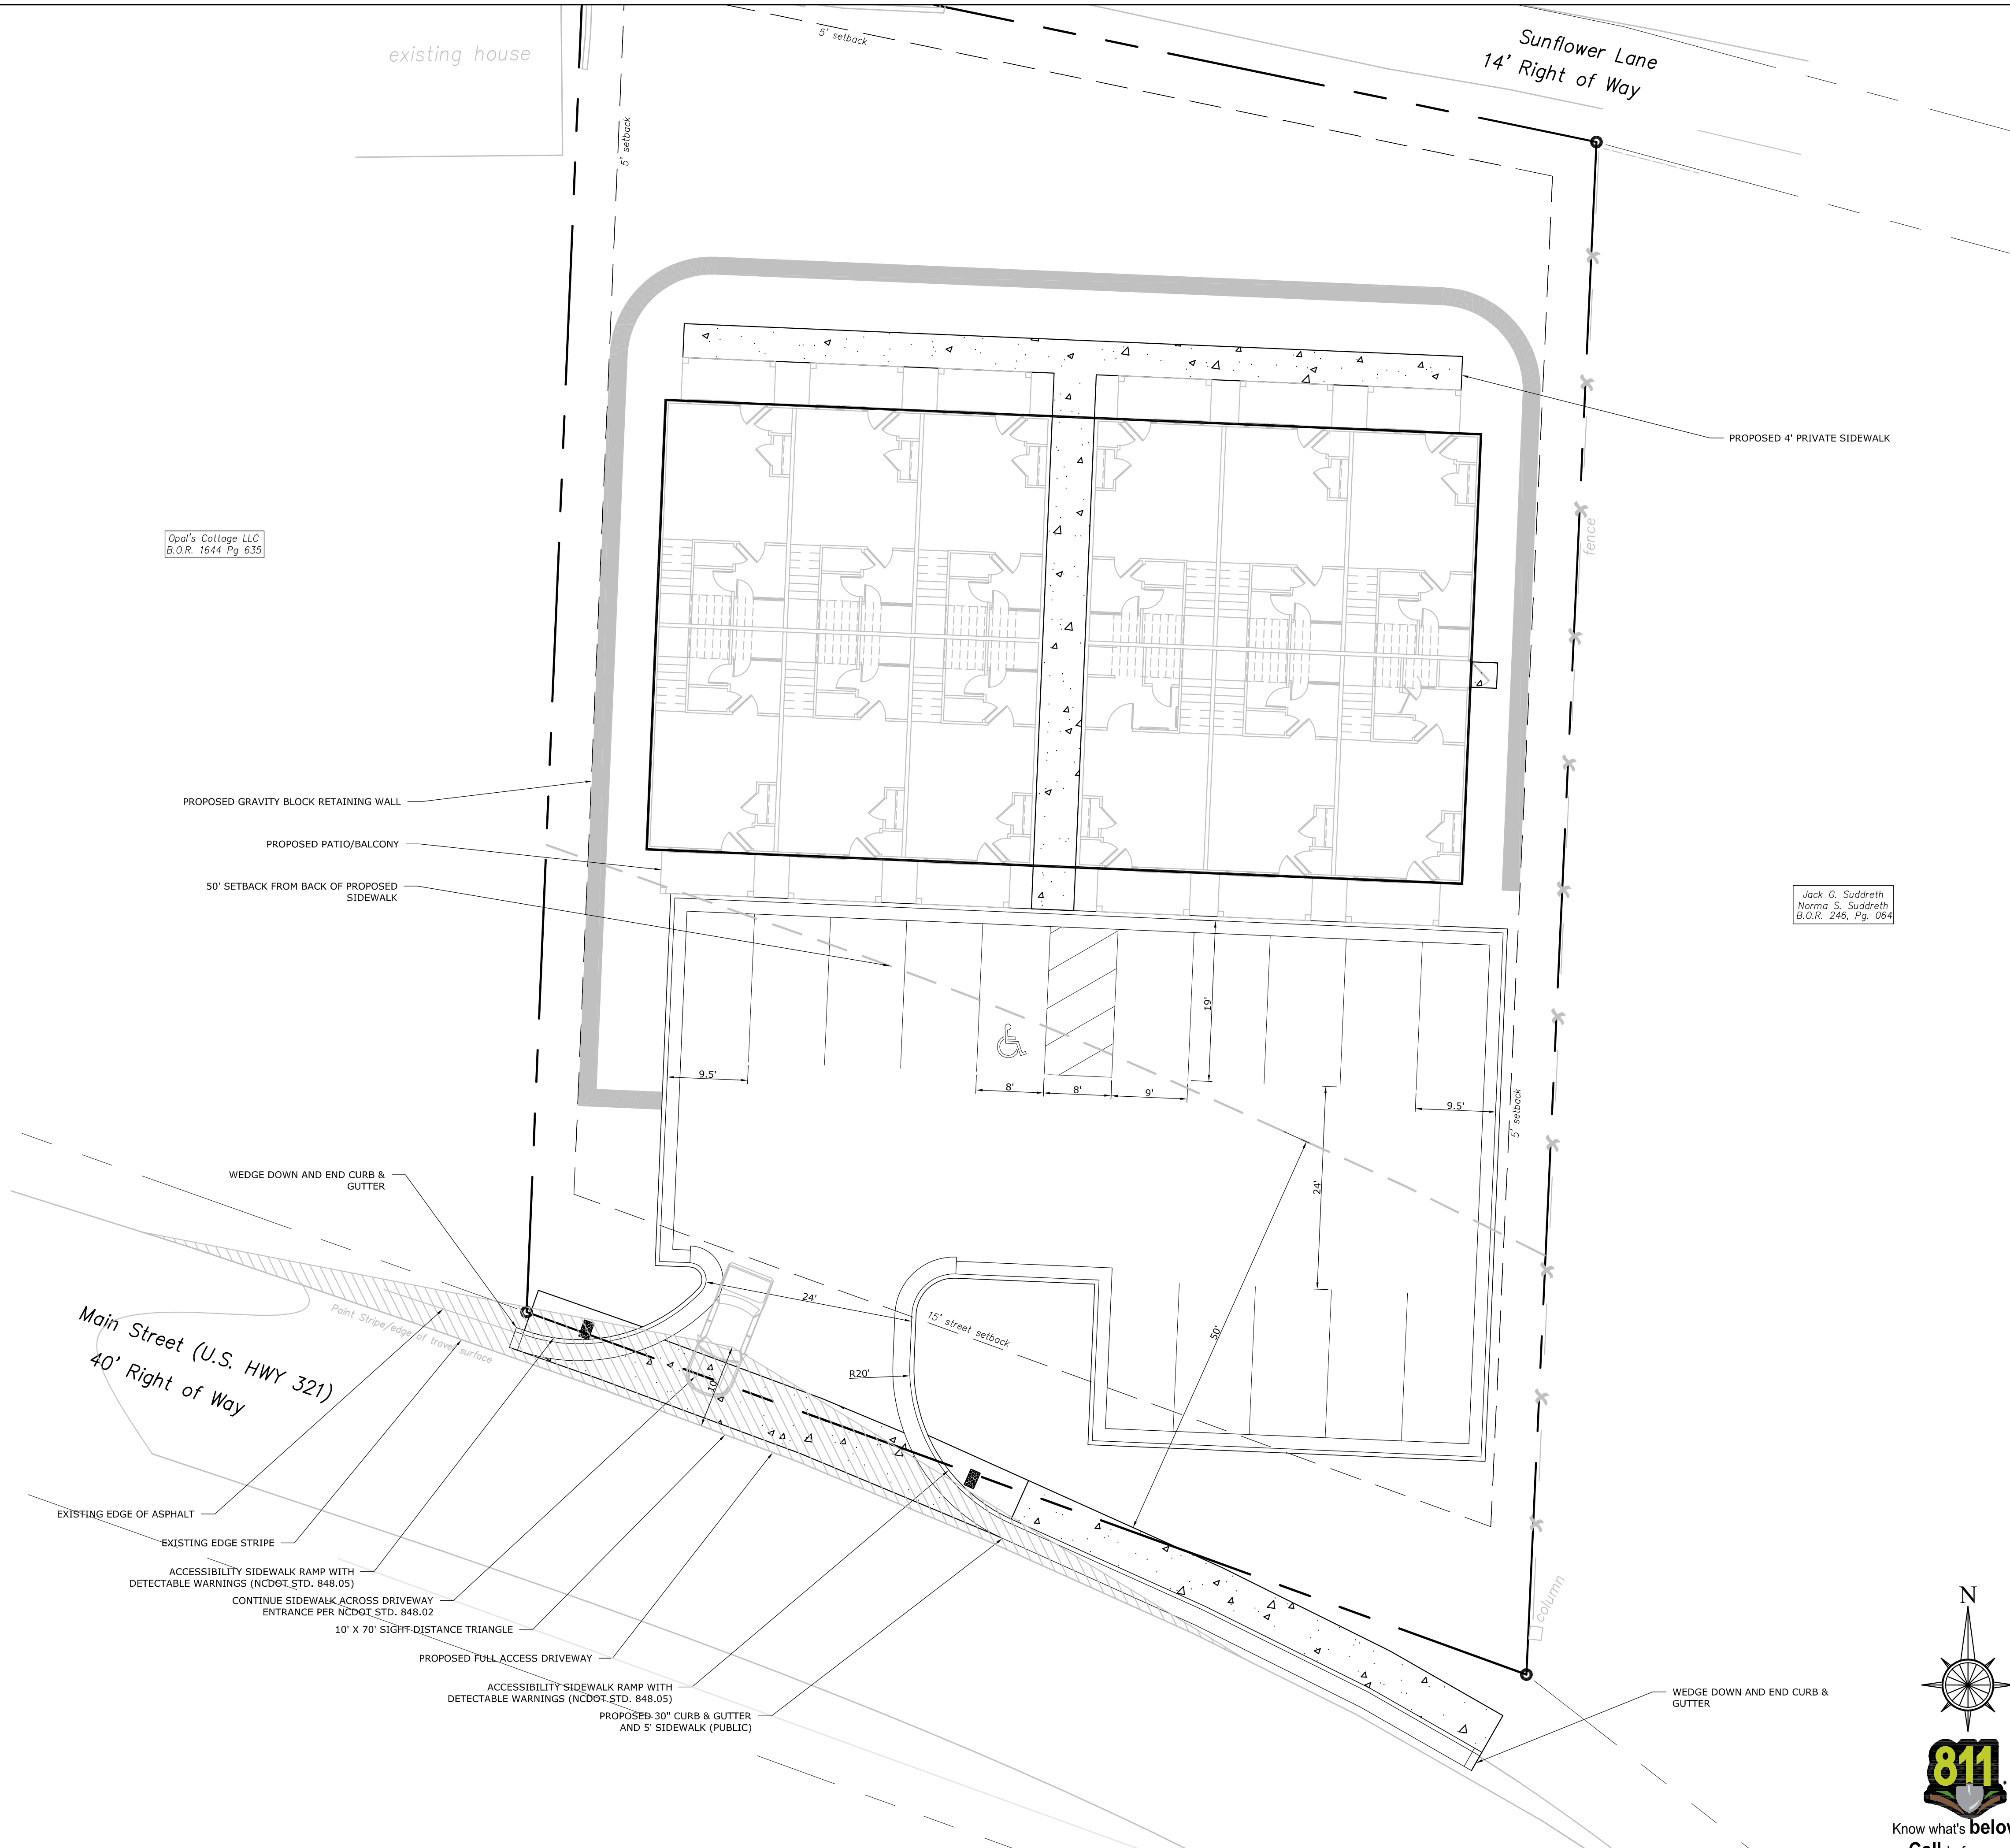 existing house
5' setback
Sunflower Lane
14' Right of Way
5' setback
PROPOSED 4' PRIVATE SIDEWALK
fence
Opal's Cottage LLC
B.O.R. 1644 Pg 635
PROPOSED GRAVITY BLOCK RETAINING WALL
PROPOSED PATIO/BALCONY
50' SETBACK FROM BACK OF PROPOSED
SIDEWALK
Jack G. Suddreth
Norma S. Suddreth
B.O.R. 246, Pg. 064
19'
9.5'
8'
8'
9'
9.5'
5' setback
WEDGE DOWN AND END CURB &
GUTTER
24'
24'
15' street setback
50'
Main Street (U.S. HWY 321)
40' Right of Way
Paint Stripe/edge of travel surface
R20'
10'
EXISTING EDGE OF ASPHALT
EXISTING EDGE STRIPE
ACCESSIBILITY SIDEWALK RAMP WITH
DETECTABLE WARNINGS (NCDOT STD. 848.05)
CONTINUE SIDEWALK ACROSS DRIVEWAY
ENTRANCE PER NCDOT STD. 848.02
10' X 70' SIGHT DISTANCE TRIANGLE
PROPOSED FULL ACCESS DRIVEWAY
ACCESSIBILITY SIDEWALK RAMP WITH
DETECTABLE WARNINGS (NCDOT STD. 848.05)
PROPOSED 30" CURB & GUTTER
AND 5' SIDEWALK (PUBLIC)
column
WEDGE DOWN AND END CURB &
GUTTER
N
811
Know what's